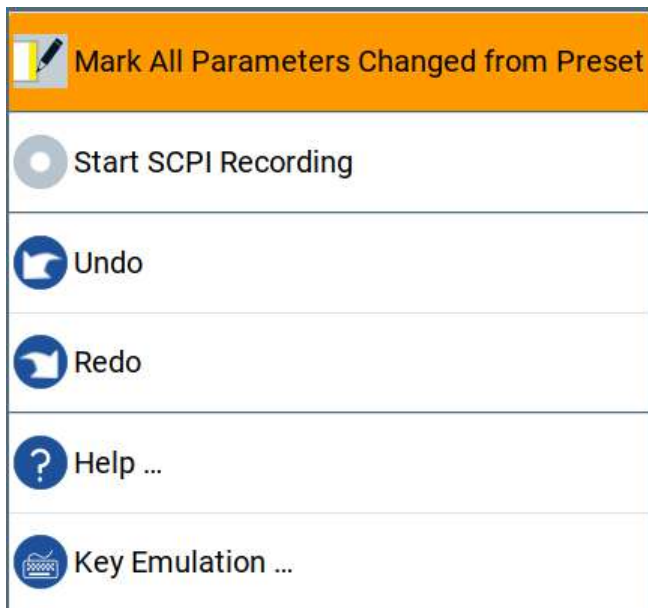 Mark All Parameters Changed from Preset
Start SCPI Recording
Undo
Redo
Help …
Key Emulation …